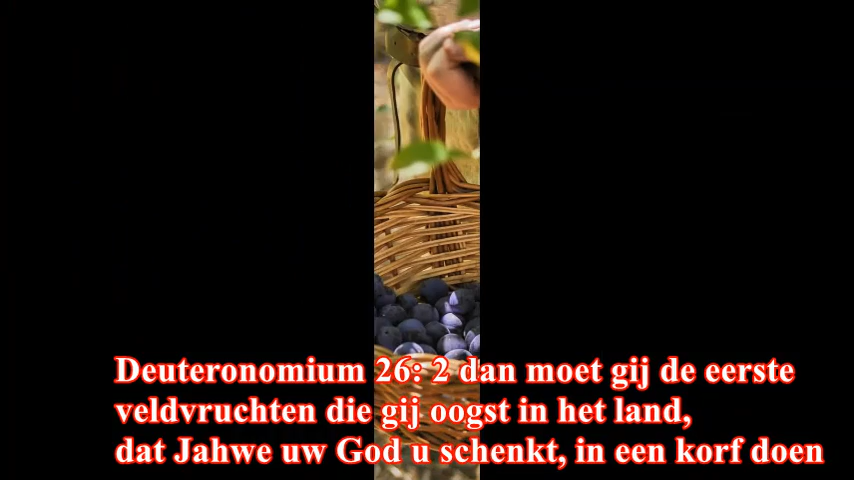 Deuteronomium 26: 2 dan moet gij de eerste
veldvruchten die gij oogst in het land,
dat Jahwe uw God u schenkt, in een korf doen